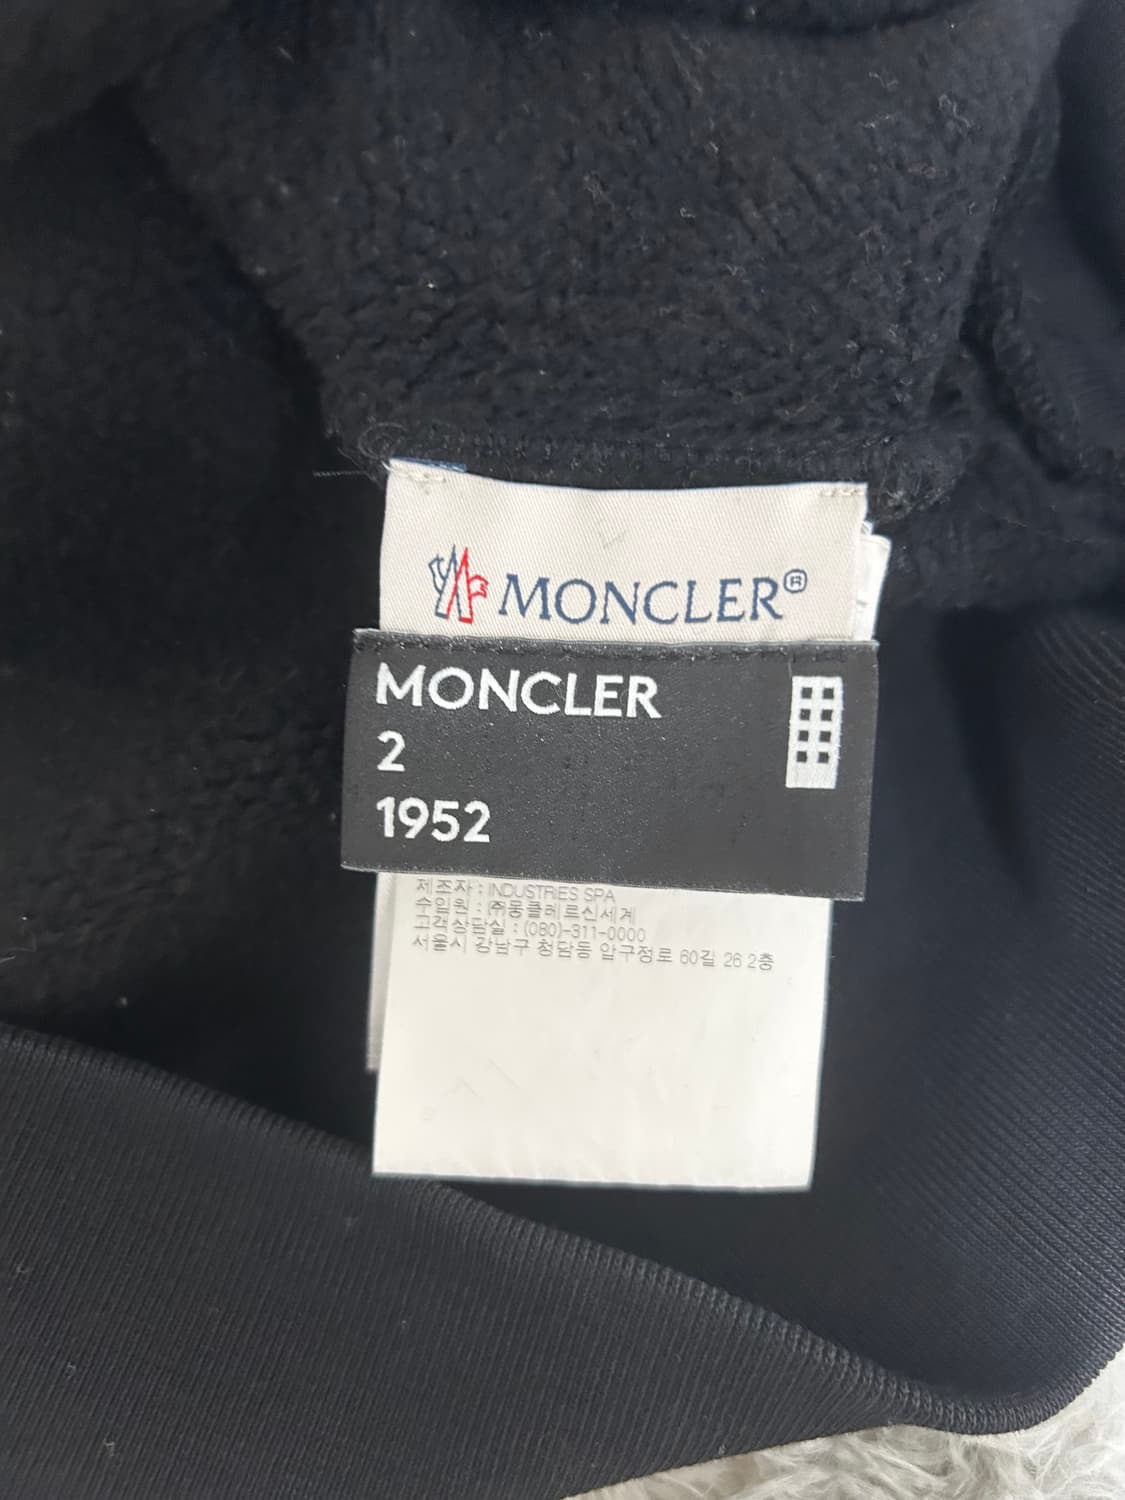 MONCLER®
MONCLER
2
1952
제조자 : INDUSTRIES SPA
수입원 : ㈜몽클레르신세계
고객상담실 : (080)-311-0000
서울시 강남구 청담동 압구정로 60길 26 2층